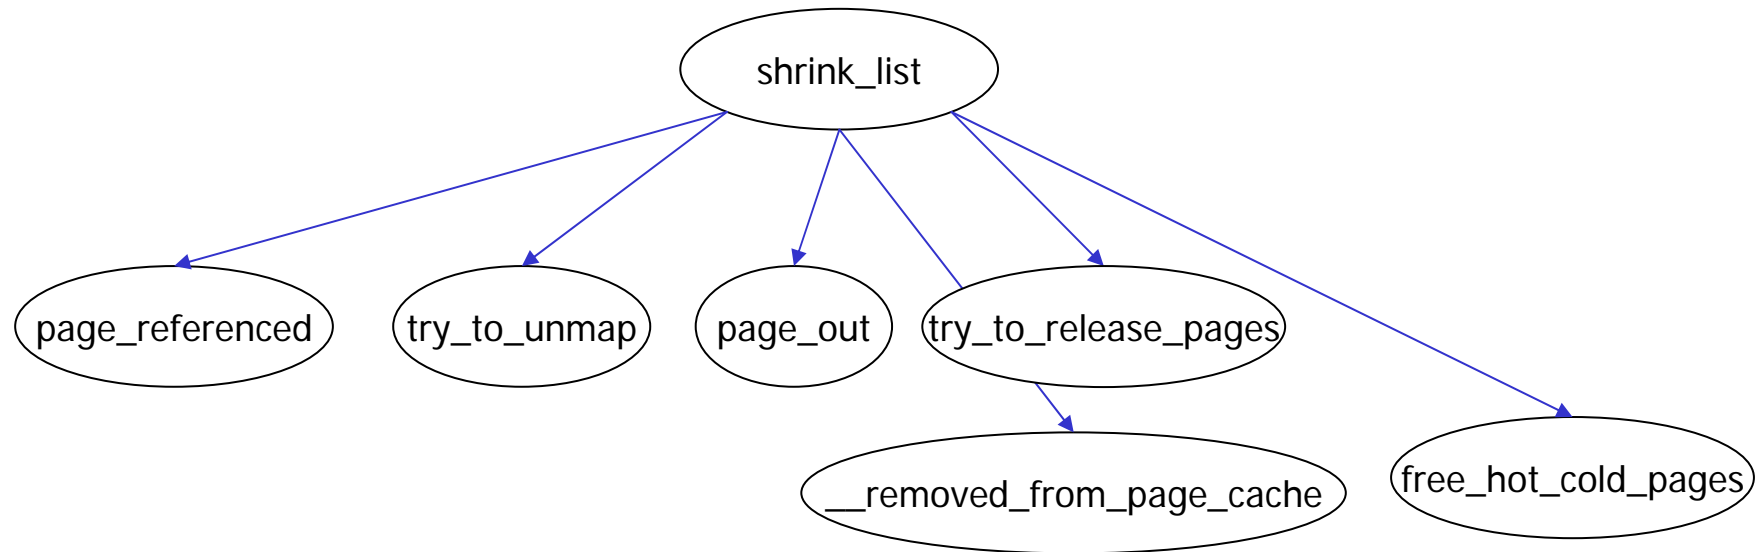 shrink_list
page_referenced
try_to_unmap
page_out
try_to_release_pages
__removed_from_page_cache
free_hot_cold_pages